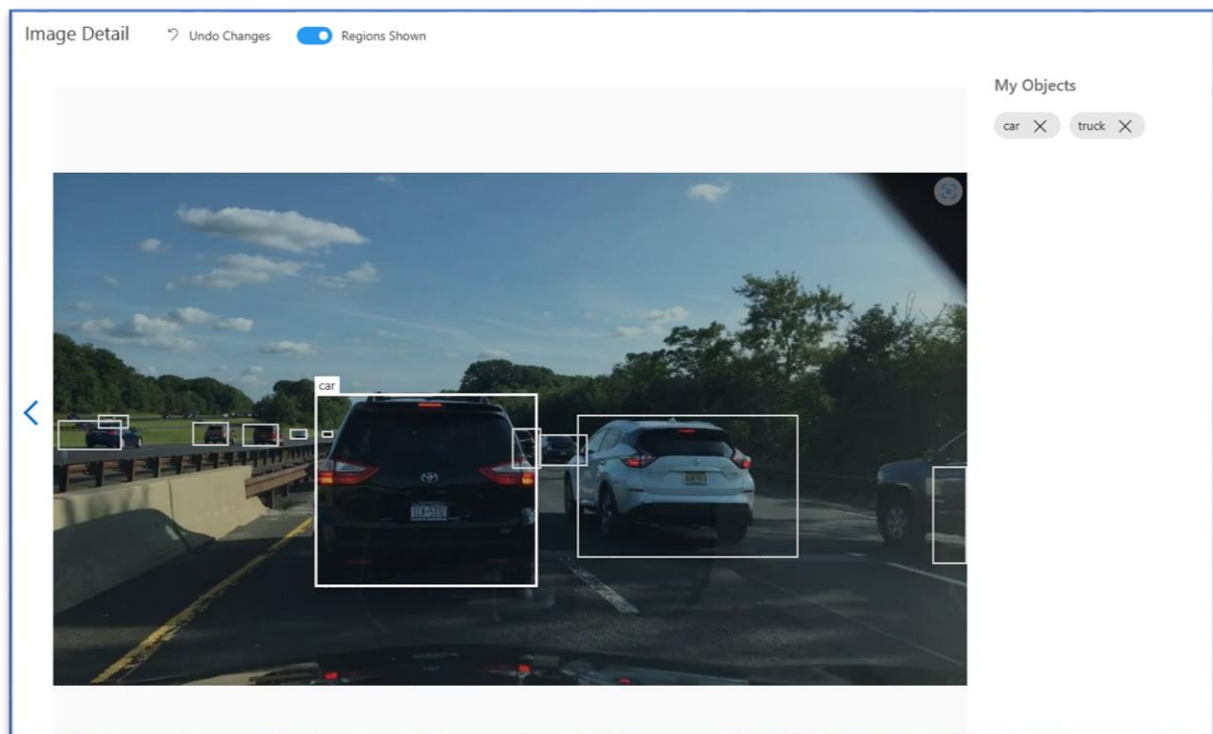 Image Detail
Undo Changes
Regions Shown
My Objects
car
truck
car